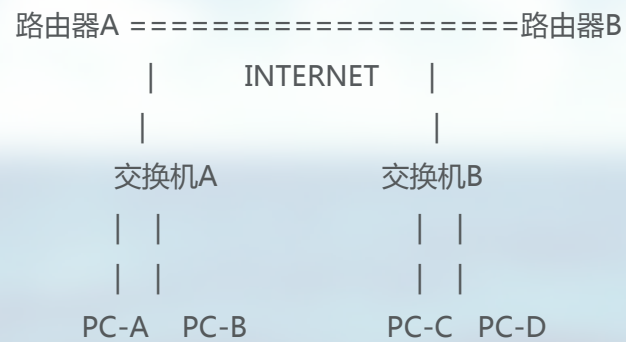 路由器A ===================路由器B
| INTERNET |
| |
交换机A 交换机B
| | | |
| | | |
PC-A PC-B PC-C PC-D